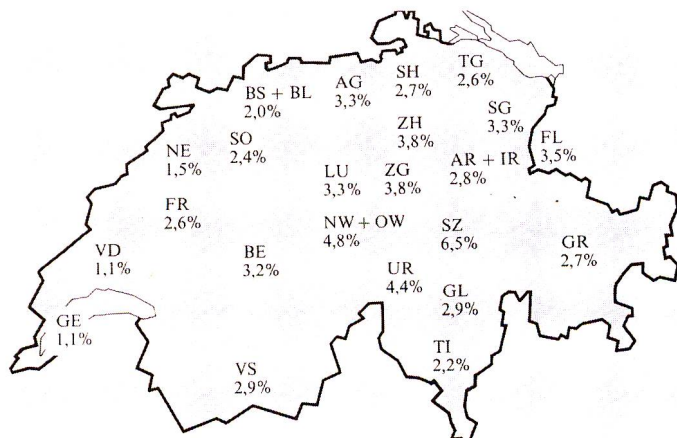 TG
2,6%
SH
2,7%
AG
3,3%
BS + BL
2,0%
SG
3,3%
ZH
3,8%
FL
3,5%
SO
2,4%
NE
1,5%
AR + IR
2,8%
LU
3,3%
ZG
3,8%
FR
2,6%
NW + OW
4,8%
SZ
6,5%
GR
2,7%
VD
1,1%
BE
3,2%
UR
4,4%
GL
2,9%
GE
1,1%
TI
2,2%
VS
2,9%